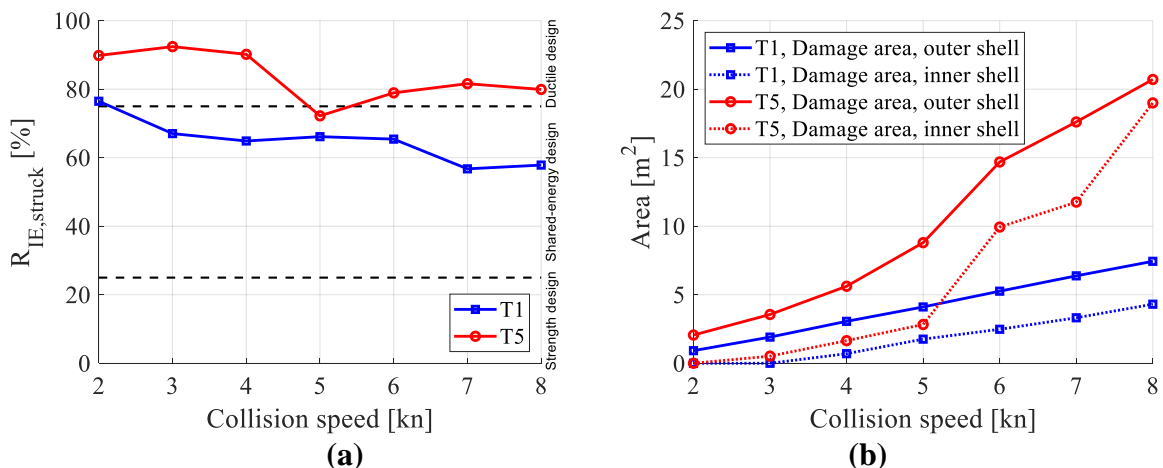 100
80
60
40
20
0
R_IE,struck [%]
2 3 4 5 6 7 8
Collision speed [kn]
Ductile design
Shared-energy design
Strength design
T1
T5
(a)
25
20
15
10
5
0
Area [m^2]
2 3 4 5 6 7 8
Collision speed [kn]
T1, Damage area, outer shell
T1, Damage area, inner shell
T5, Damage area, outer shell
T5, Damage area, inner shell
(b)